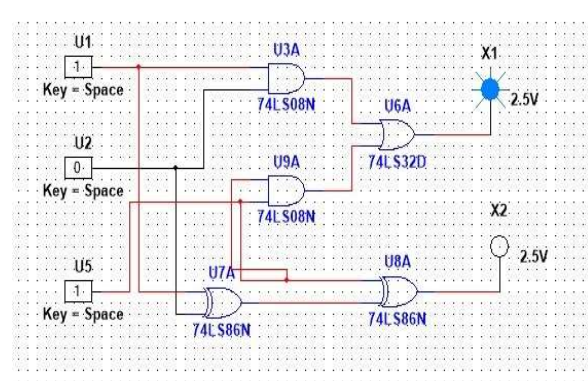 U1
1
Key = Space
U2
0
Key = Space
U5
1
Key = Space
U3A
74LS08N
U9A
74LS08N
U7A
74LS86N
U6A
74LS32D
U8A
74LS86N
X1
2.5V
X2
2.5V